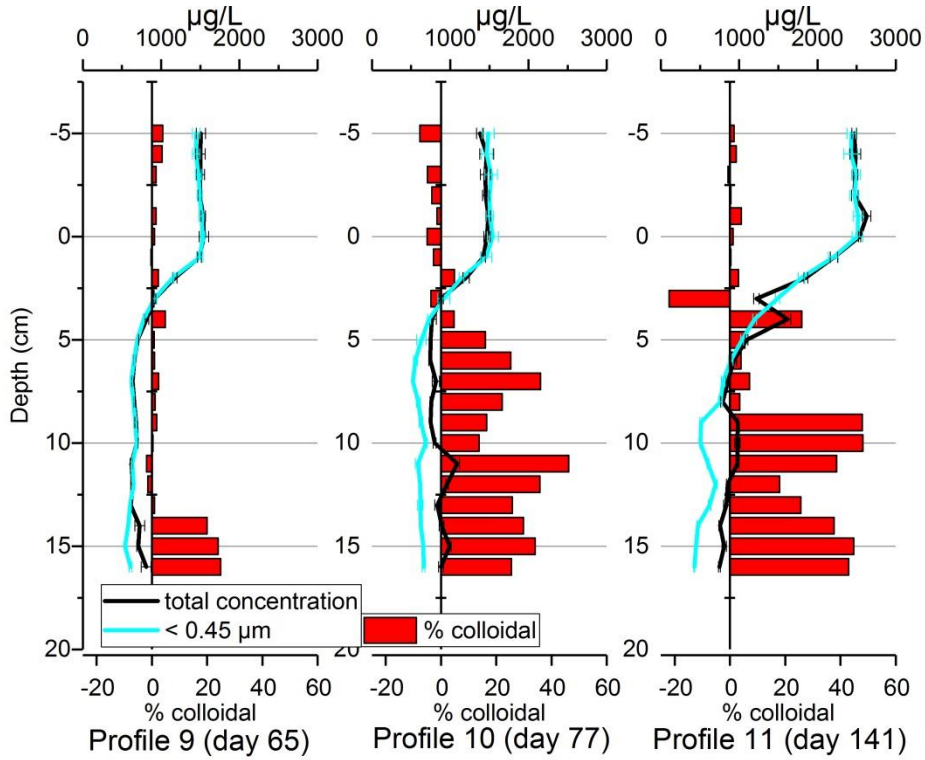 µg/L µg/L µg/L
0 1000 2000 3000 0 1000 2000 3000 0 1000 2000 3000
-5 -5 -5
0 0 0
5 5 5
10 10 10
15 15 15
20 20 20
Depth (cm)
total concentration
< 0.45 µm
% colloidal
-20 0 20 40 60 -20 0 20 40 60 -20 0 20 40 60
% colloidal % colloidal % colloidal
Profile 9 (day 65) Profile 10 (day 77) Profile 11 (day 141)